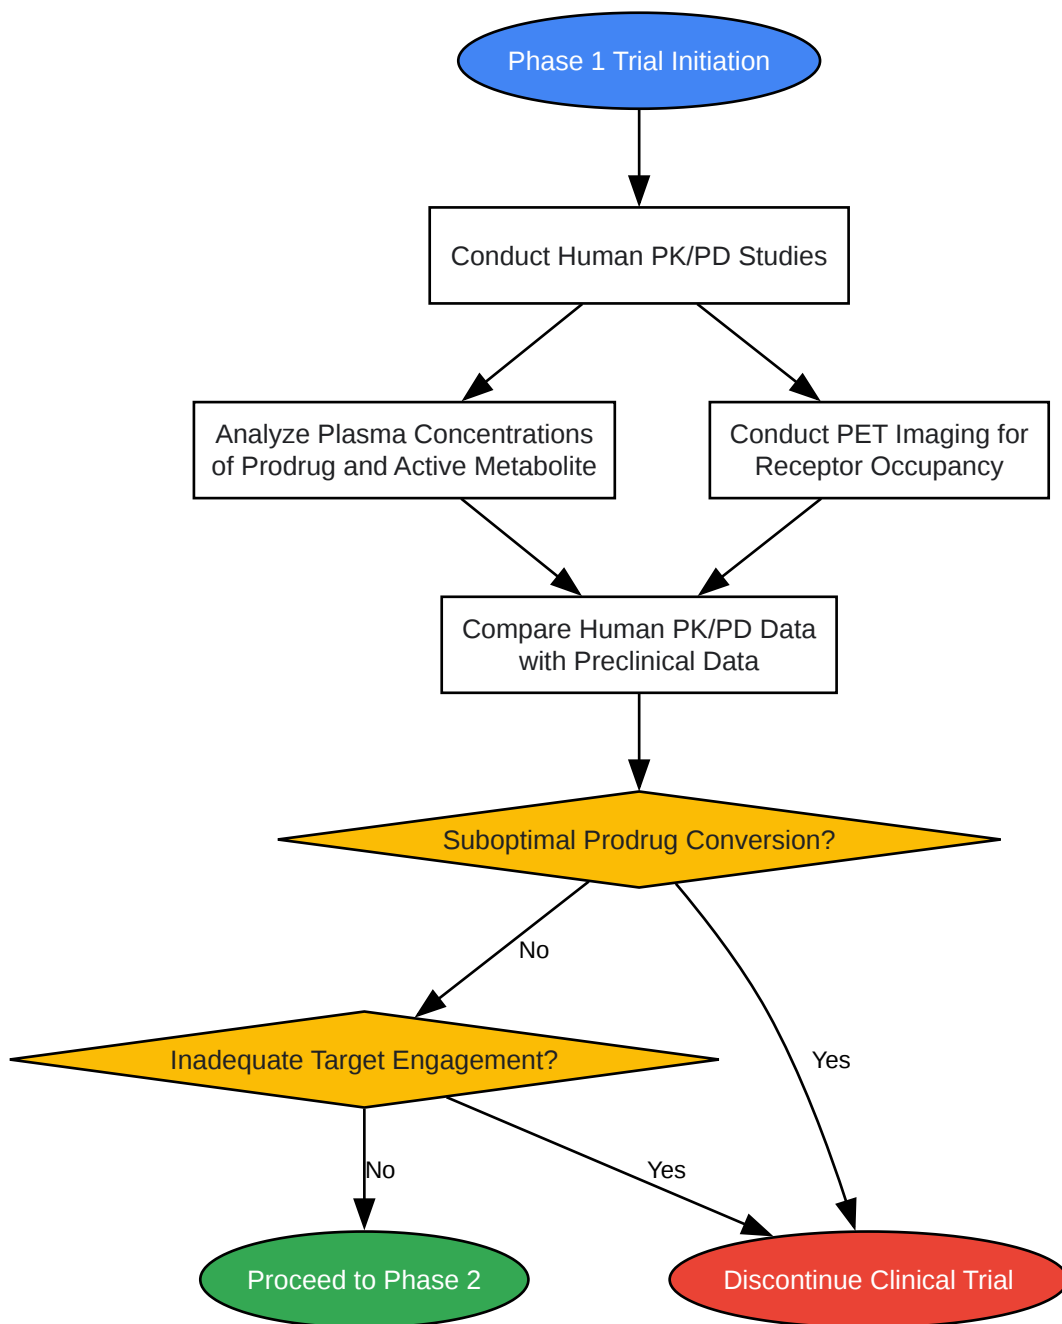 Phase 1 Trial Initiation
Conduct Human PK/PD Studies
Analyze Plasma Concentrations
of Prodrug and Active Metabolite
Conduct PET Imaging for
Receptor Occupancy
Compare Human PK/PD Data
with Preclinical Data
Suboptimal Prodrug Conversion?
No
Inadequate Target Engagement?
Yes
No
Yes
Proceed to Phase 2
Discontinue Clinical Trial